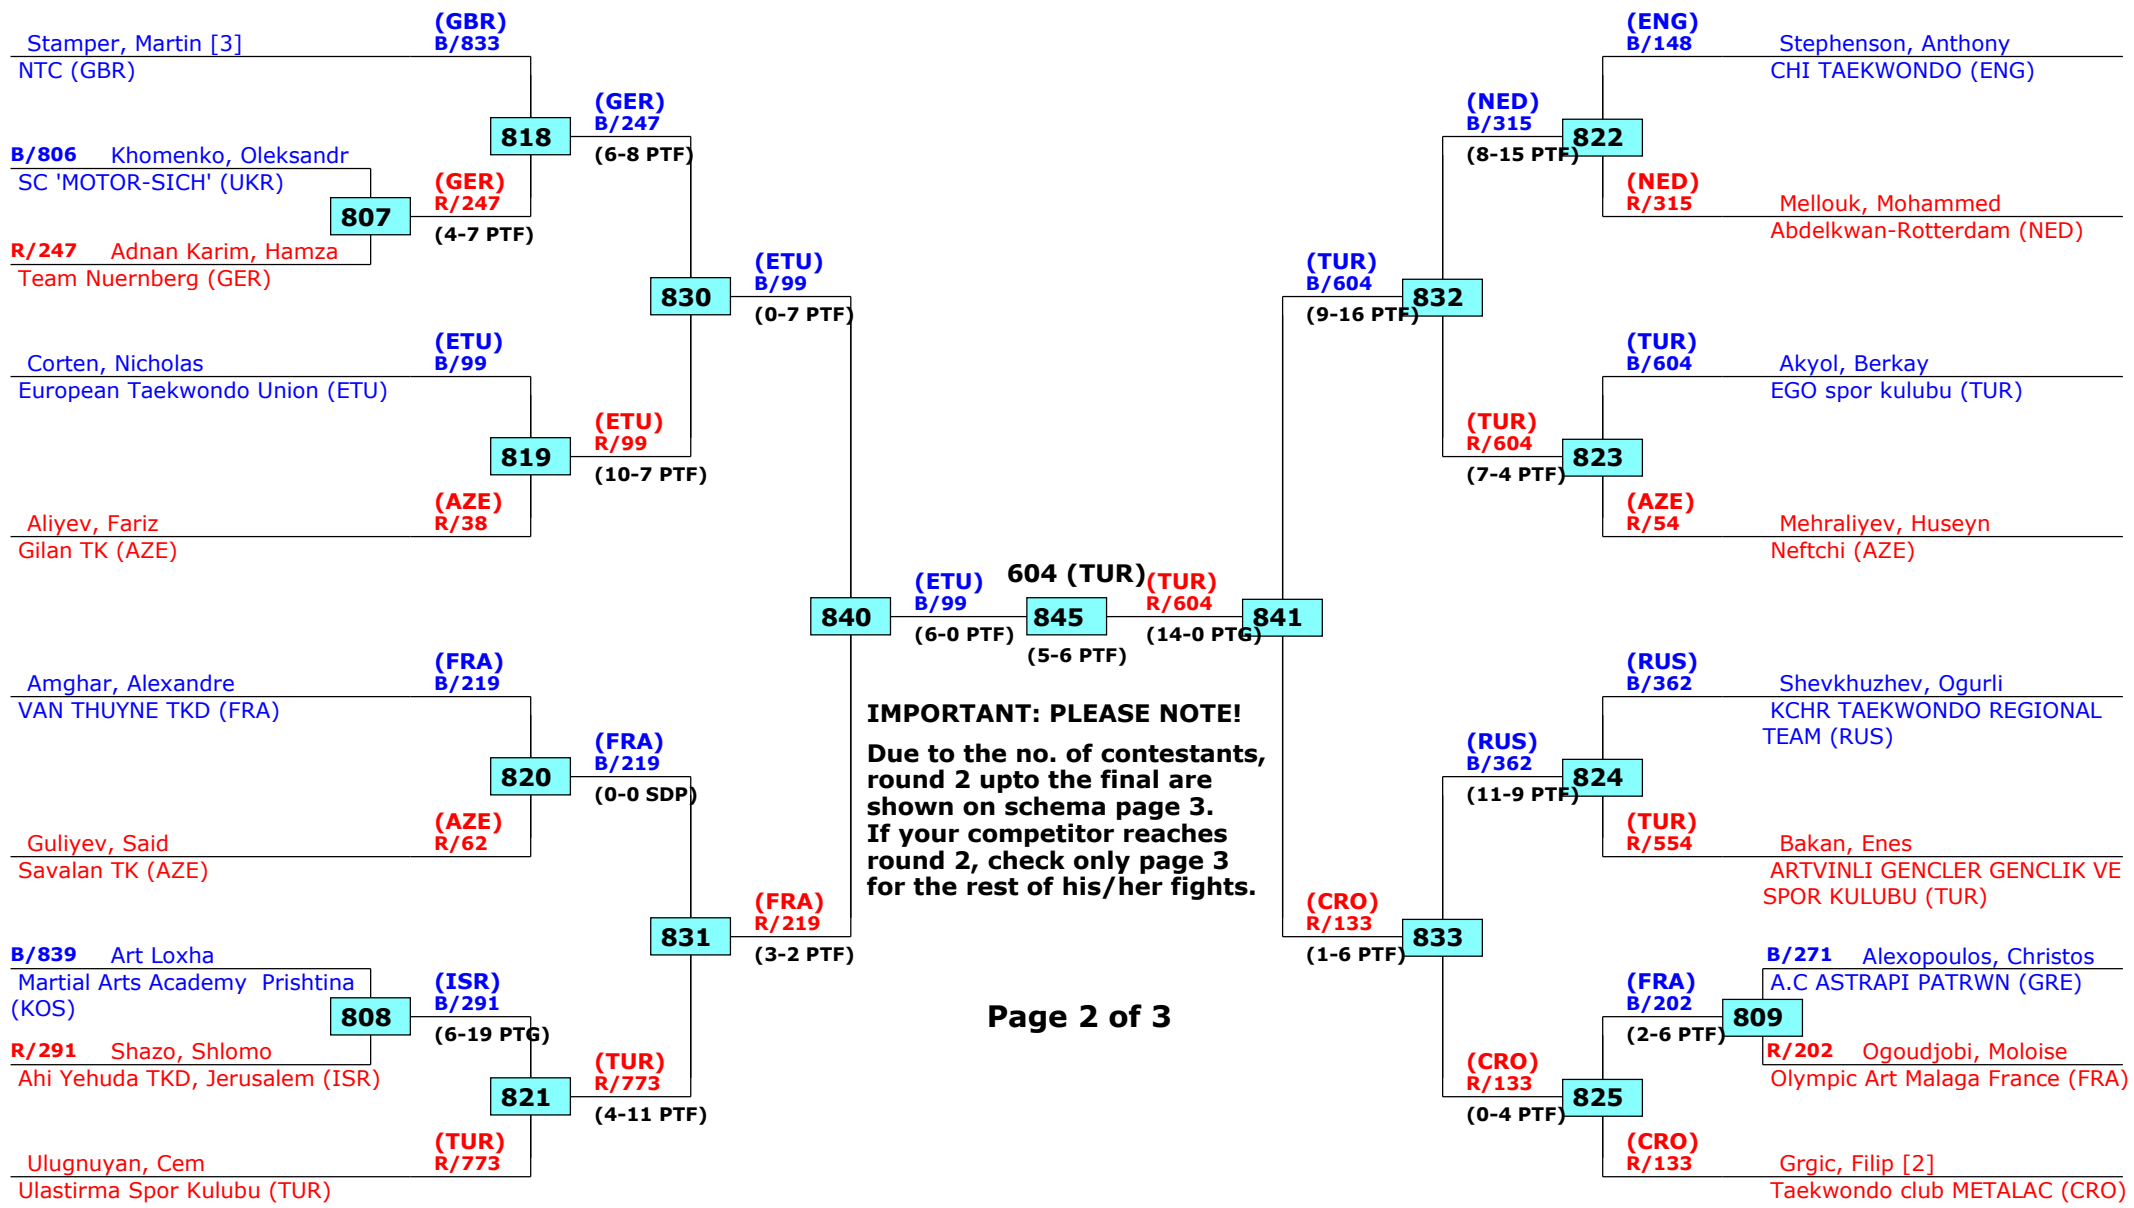 (GBR)
Stamper, Martin [3] B/833
NTC (GBR)
(GER)
B/247
818
(6-8 PTF)
B/806 Khomenko, Oleksandr
SC 'MOTOR-SICH' (UKR)
(GER)
R/247
807
(4-7 PTF)
R/247 Adnan Karim, Hamza
Team Nuernberg (GER)
(ETU)
B/99
830
(0-7 PTF)
(ETU)
Corten, Nicholas B/99
European Taekwondo Union (ETU)
(ETU)
R/99
819
(10-7 PTF)
(AZE)
Aliyev, Fariz R/38
Gilan TK (AZE)
(ETU)
B/99
840
(6-0 PTF)
604 (TUR)
845
(5-6 PTF)
(TUR)
R/604
841
(14-0 PTG)
(FRA)
Amghar, Alexandre B/219
VAN THUYNE TKD (FRA)
(FRA)
B/219
820
(0-0 SDP)
(AZE)
Guliyev, Said R/62
Savalan TK (AZE)
(FRA)
R/219
831
(3-2 PTF)
B/839 Art Loxha
Martial Arts Academy Prishtina
(KOS)
(ISR)
B/291
808
(6-19 PTG)
R/291 Shazo, Shlomo
Ahi Yehuda TKD, Jerusalem (ISR)
(TUR)
R/773
821
(4-11 PTF)
(TUR)
Ulugnuyan, Cem R/773
Ulastirma Spor Kulubu (TUR)
IMPORTANT: PLEASE NOTE!
Due to the no. of contestants,
round 2 upto the final are
shown on schema page 3.
If your competitor reaches
round 2, check only page 3
for the rest of his/her fights.
Page 2 of 3
(ENG)
B/148 Stephenson, Anthony
CHI TAEKWONDO (ENG)
(NED)
B/315
822
(8-15 PTF)
(NED)
R/315 Mellouk, Mohammed
Abdelkwan-Rotterdam (NED)
(TUR)
B/604
832
(9-16 PTF)
(TUR)
B/604 Akyol, Berkay
EGO spor kulubu (TUR)
(TUR)
R/604
823
(7-4 PTF)
(AZE)
R/54 Mehraliyev, Huseyn
Neftchi (AZE)
(RUS)
B/362 Shevkhuzhev, Ogurli
KCHR TAEKWONDO REGIONAL
TEAM (RUS)
(RUS)
B/362
824
(11-9 PTF)
(TUR)
R/554 Bakan, Enes
ARTVINLI GENCLER GENCLIK VE
SPOR KULUBU (TUR)
(CRO)
R/133
833
(1-6 PTF)
B/271 Alexopoulos, Christos
A.C ASTRAPI PATRWN (GRE)
(FRA)
B/202
809
(2-6 PTF)
R/202 Ogoudjobi, Moloise
Olympic Art Malaga France (FRA)
(CRO)
R/133
825
(0-4 PTF)
(CRO)
R/133 Grgic, Filip [2]
Taekwondo club METALAC (CRO)